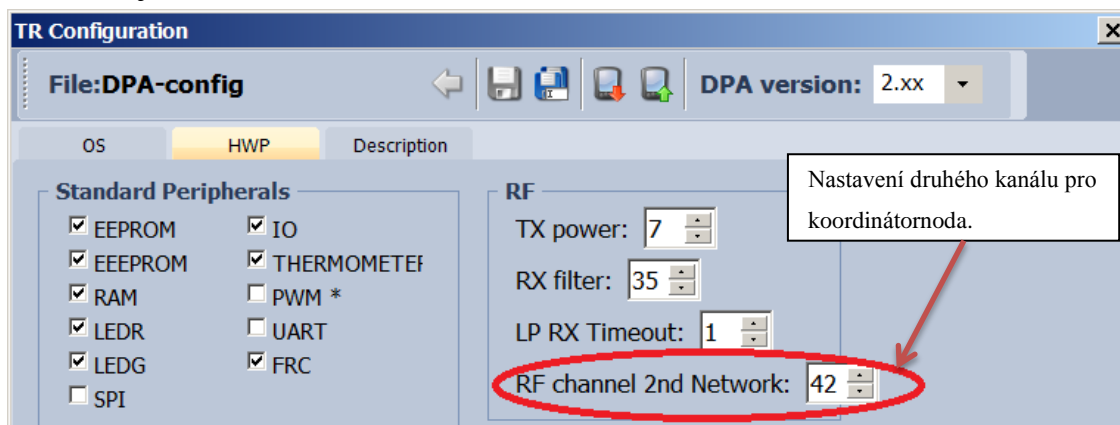 TR Configuration
File:DPA-config
DPA version: 2.xx
OS HWP Description
Standard Peripherals
EEPROM IO
EEEPROM THERMOMETER
RAM PWM *
LEDR UART
LEDG FRC
SPI
RF
TX power: 7
RX filter: 35
LP RX Timeout: 1
RF channel 2nd Network: 42
Nastavení druhého kanálu pro
koordinátornoda.